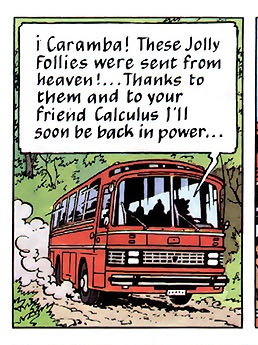 ¡ Caramba! These Jolly
Follies were sent from
heaven!...Thanks to
them and to your
friend Calculus I'll
soon be back in power...